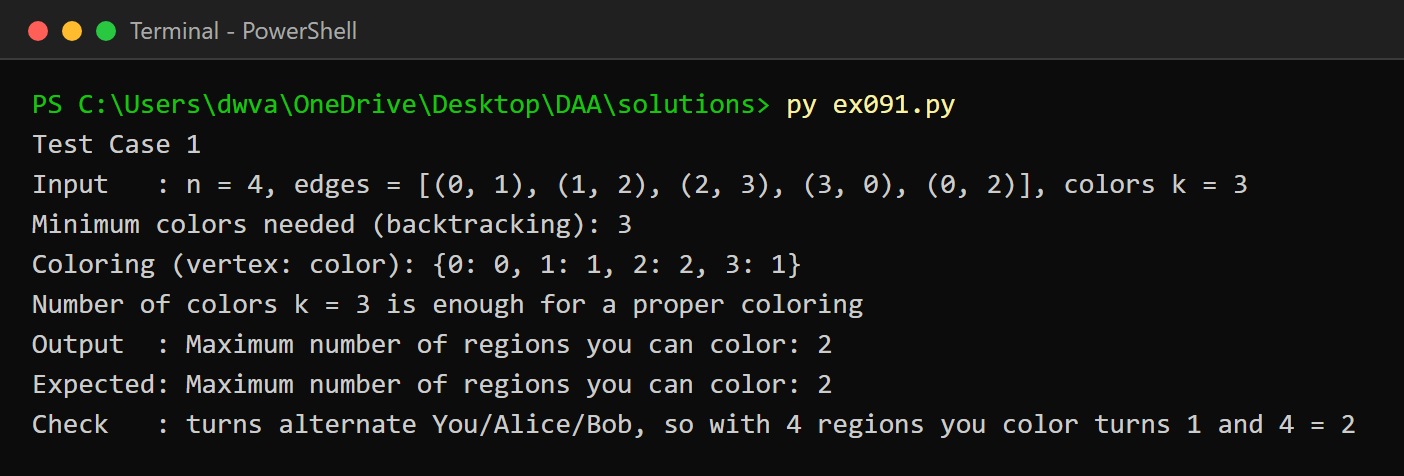 Terminal - PowerShell
PS C:\Users\dwva\OneDrive\Desktop\DAA\solutions> py ex091.py
Test Case 1
Input   : n = 4, edges = [(0, 1), (1, 2), (2, 3), (3, 0), (0, 2)], colors k = 3
Minimum colors needed (backtracking): 3
Coloring (vertex: color): {0: 0, 1: 1, 2: 2, 3: 1}
Number of colors k = 3 is enough for a proper coloring
Output  : Maximum number of regions you can color: 2
Expected: Maximum number of regions you can color: 2
Check   : turns alternate You/Alice/Bob, so with 4 regions you color turns 1 and 4 = 2